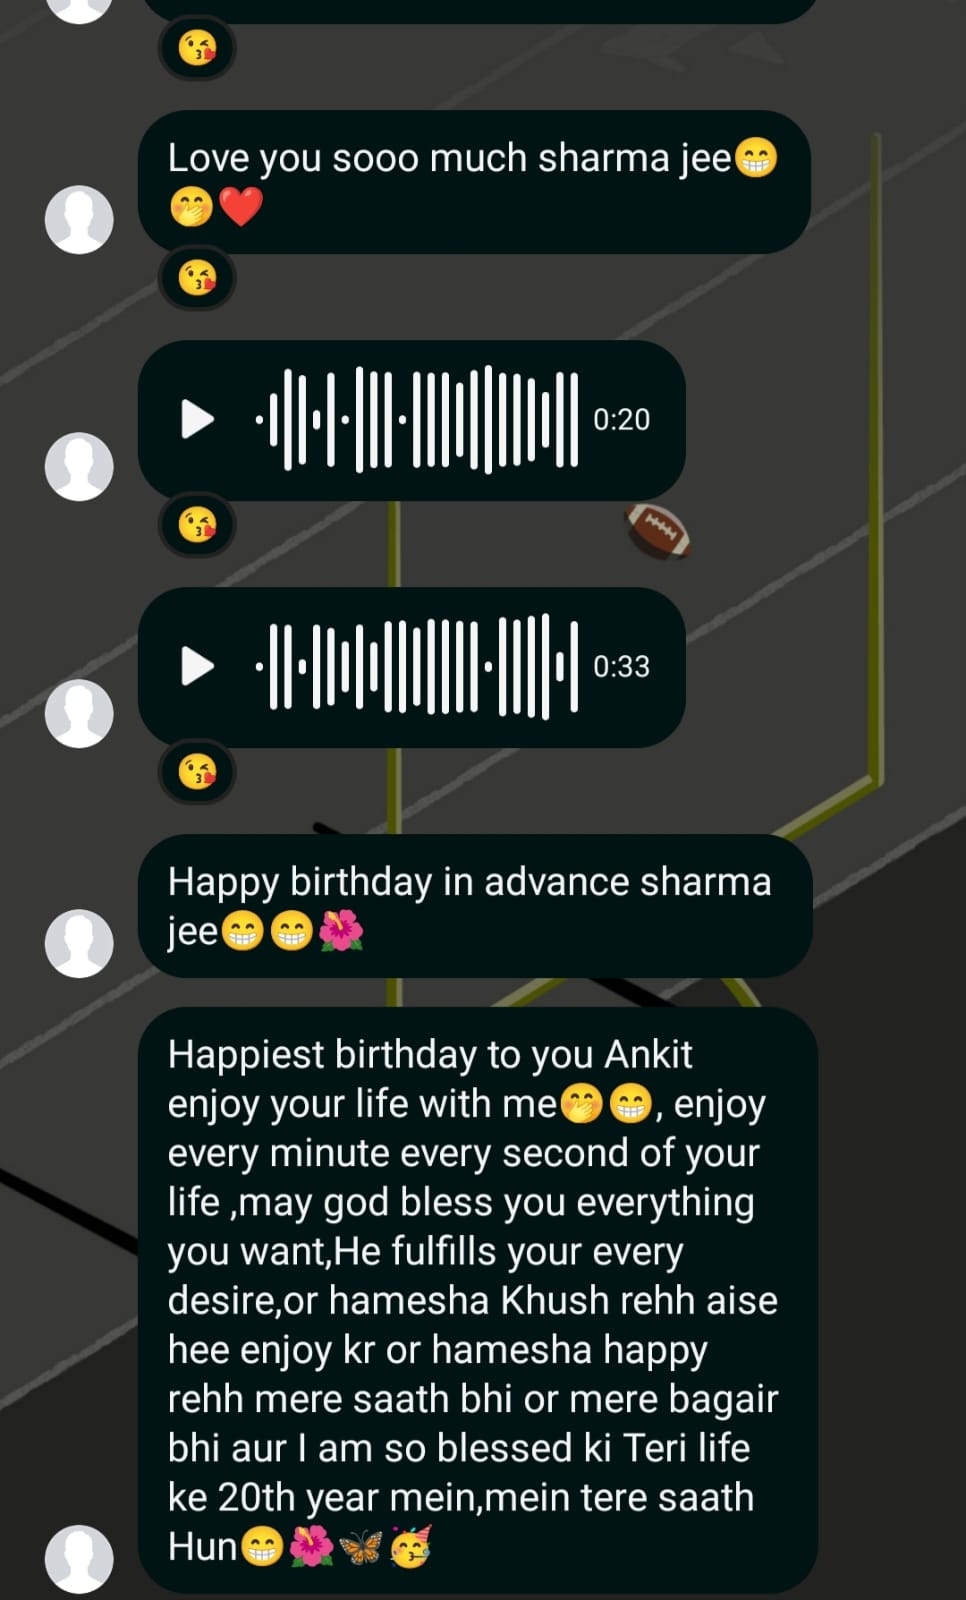 Love you sooo much sharma jee😁
🤭❤️
0:20
0:33
Happy birthday in advance sharma
jee😁😁🌺
Happiest birthday to you Ankit
enjoy your life with me🤭😁, enjoy
every minute every second of your
life ,may god bless you everything
you want,He fulfills your every
desire,or hamesha Khush rehh aise
hee enjoy kr or hamesha happy
rehh mere saath bhi or mere bagair
bhi aur I am so blessed ki Teri life
ke 20th year mein,mein tere saath
Hun😁🌺🦋🥳